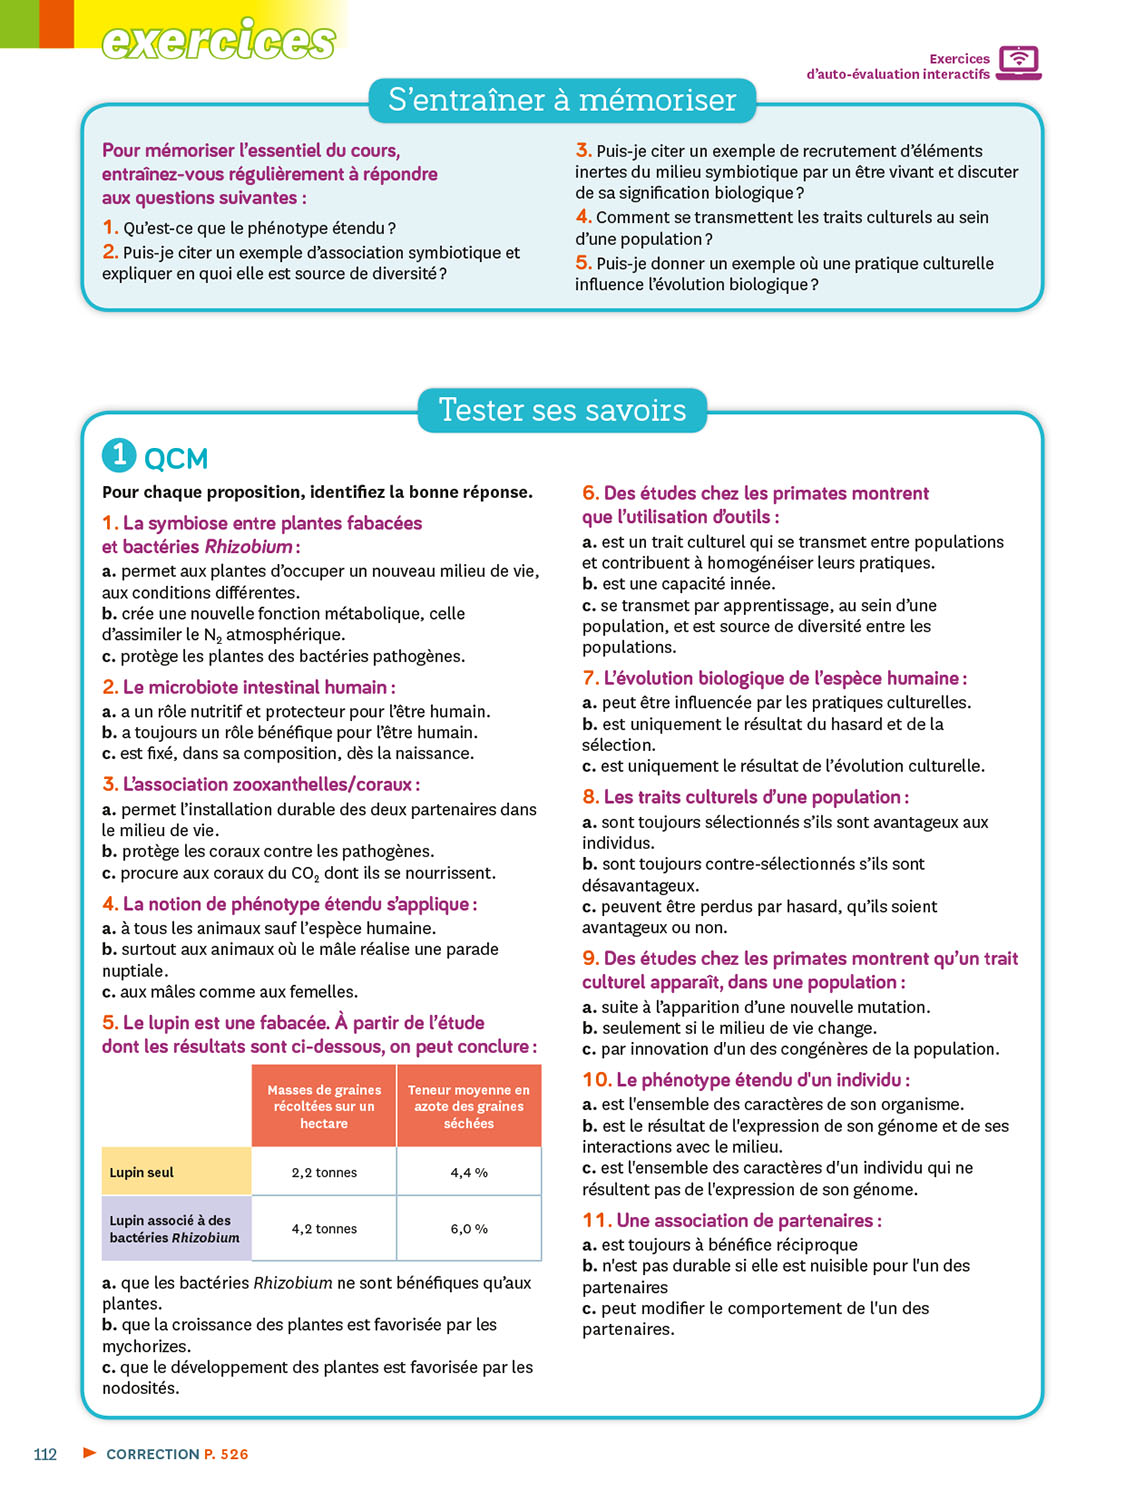 exercices
Exercices
d'auto-évaluation interactifs
S'entraîner à mémoriser
Pour mémoriser l'essentiel du cours,
entraînez-vous régulièrement à répondre
aux questions suivantes :
1. Qu'est-ce que le phénotype étendu ?
2. Puis-je citer un exemple d'association symbiotique et
expliquer en quoi elle est source de diversité ?
3. Puis-je citer un exemple de recrutement d'éléments
inertes du milieu symbiotique par un être vivant et discuter
de sa signification biologique ?
4. Comment se transmettent les traits culturels au sein
d'une population ?
5. Puis-je donner un exemple où une pratique culturelle
influence l'évolution biologique ?
Tester ses savoirs
1 QCM
Pour chaque proposition, identifiez la bonne réponse.
1. La symbiose entre plantes fabacées
et bactéries Rhizobium :
a. permet aux plantes d'occuper un nouveau milieu de vie,
aux conditions différentes.
b. crée une nouvelle fonction métabolique, celle
d'assimiler le N₂ atmosphérique.
c. protège les plantes des bactéries pathogènes.
2. Le microbiote intestinal humain :
a. a un rôle nutritif et protecteur pour l'être humain.
b. a toujours un rôle bénéfique pour l'être humain.
c. est fixé, dans sa composition, dès la naissance.
3. L'association zooxanthelles/coraux :
a. permet l'installation durable des deux partenaires dans
le milieu de vie.
b. protège les coraux contre les pathogènes.
c. procure aux coraux du CO₂ dont ils se nourrissent.
4. La notion de phénotype étendu s'applique :
a. à tous les animaux sauf l'espèce humaine.
b. surtout aux animaux où le mâle réalise une parade
nuptiale.
c. aux mâles comme aux femelles.
5. Le lupin est une fabacée. À partir de l'étude
dont les résultats sont ci-dessous, on peut conclure :
Masses de graines
récoltées sur un
hectare
Teneur moyenne en
azote des graines
séchées
Lupin seul
2,2 tonnes
4,4 %
Lupin associé à des
bactéries Rhizobium
4,2 tonnes
6,0 %
a. que les bactéries Rhizobium ne sont bénéfiques qu'aux
plantes.
b. que la croissance des plantes est favorisée par les
mychorizes.
c. que le développement des plantes est favorisée par les
nodosités.
6. Des études chez les primates montrent
que l'utilisation d'outils :
a. est un trait culturel qui se transmet entre populations
et contribuent à homogénéiser leurs pratiques.
b. est une capacité innée.
c. se transmet par apprentissage, au sein d'une
population, et est source de diversité entre les
populations.
7. L'évolution biologique de l'espèce humaine :
a. peut être influencée par les pratiques culturelles.
b. est uniquement le résultat du hasard et de la
sélection.
c. est uniquement le résultat de l'évolution culturelle.
8. Les traits culturels d'une population :
a. sont toujours sélectionnés s'ils sont avantageux aux
individus.
b. sont toujours contre-sélectionnés s'ils sont
désavantageux.
c. peuvent être perdus par hasard, qu'ils soient
avantageux ou non.
9. Des études chez les primates montrent qu'un trait
culturel apparaît, dans une population :
a. suite à l'apparition d'une nouvelle mutation.
b. seulement si le milieu de vie change.
c. par innovation d'un des congénères de la population.
10. Le phénotype étendu d'un individu :
a. est l'ensemble des caractères de son organisme.
b. est le résultat de l'expression de son génome et de ses
interactions avec le milieu.
c. est l'ensemble des caractères d'un individu qui ne
résultent pas de l'expression de son génome.
11. Une association de partenaires :
a. est toujours à bénéfice réciproque
b. n'est pas durable si elle est nuisible pour l'un des
partenaires
c. peut modifier le comportement de l'un des
partenaires.
112 ► CORRECTION P. 526